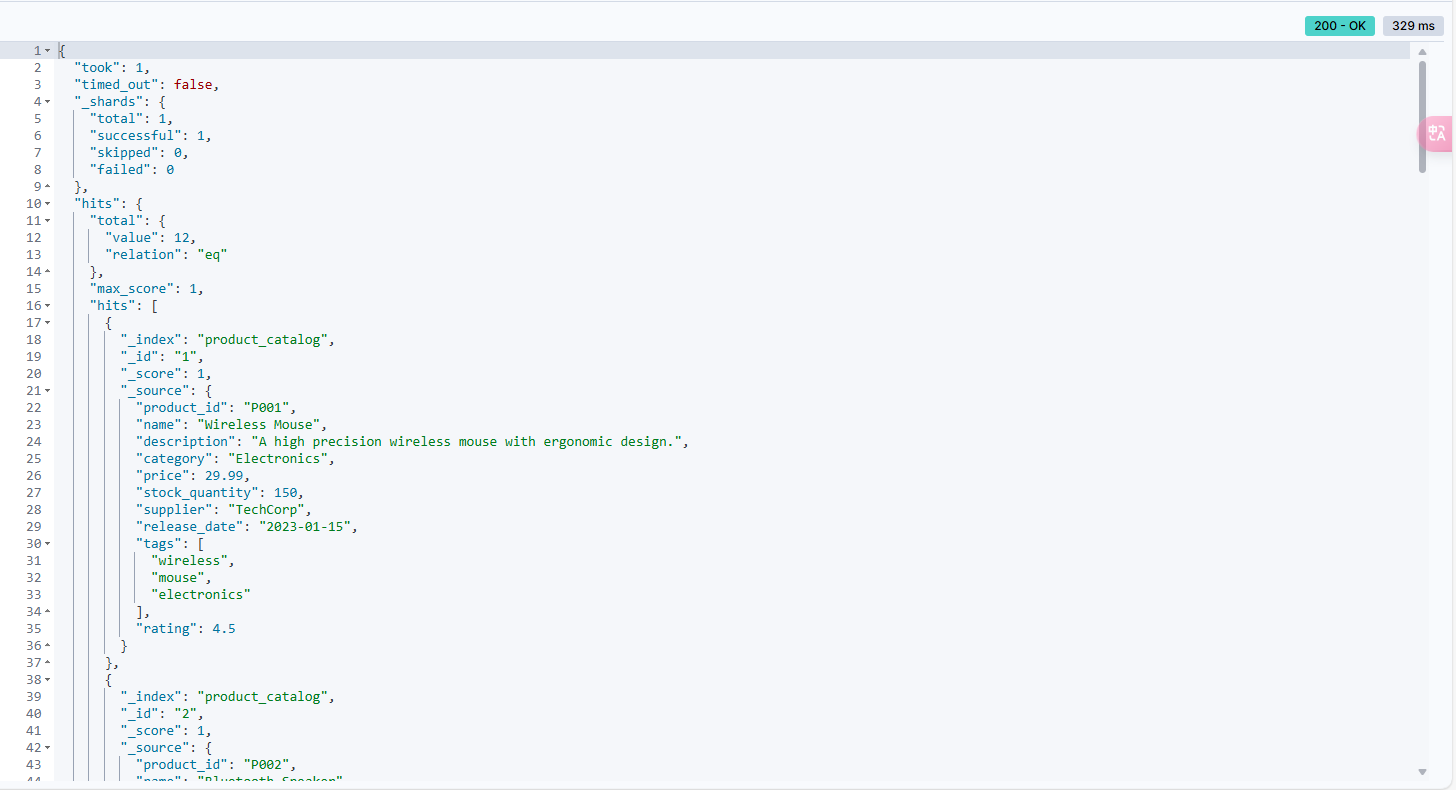 200 - OK 329 ms
1 {
2 "took": 1,
3 "timed_out": false,
4 "_shards": {
5 "total": 1,
6 "successful": 1,
7 "skipped": 0,
8 "failed": 0
9 },
10 "hits": {
11 "total": {
12 "value": 12,
13 "relation": "eq"
14 },
15 "max_score": 1,
16 "hits": [
17 {
18 "_index": "product_catalog",
19 "_id": "1",
20 "_score": 1,
21 "_source": {
22 "product_id": "P001",
23 "name": "Wireless Mouse",
24 "description": "A high precision wireless mouse with ergonomic design.",
25 "category": "Electronics",
26 "price": 29.99,
27 "stock_quantity": 150,
28 "supplier": "TechCorp",
29 "release_date": "2023-01-15",
30 "tags": [
31 "wireless",
32 "mouse",
33 "electronics"
34 ],
35 "rating": 4.5
36 }
37 },
38 {
39 "_index": "product_catalog",
40 "_id": "2",
41 "_score": 1,
42 "_source": {
43 "product_id": "P002",
44 "name": "Bluetooth Speaker"
中A